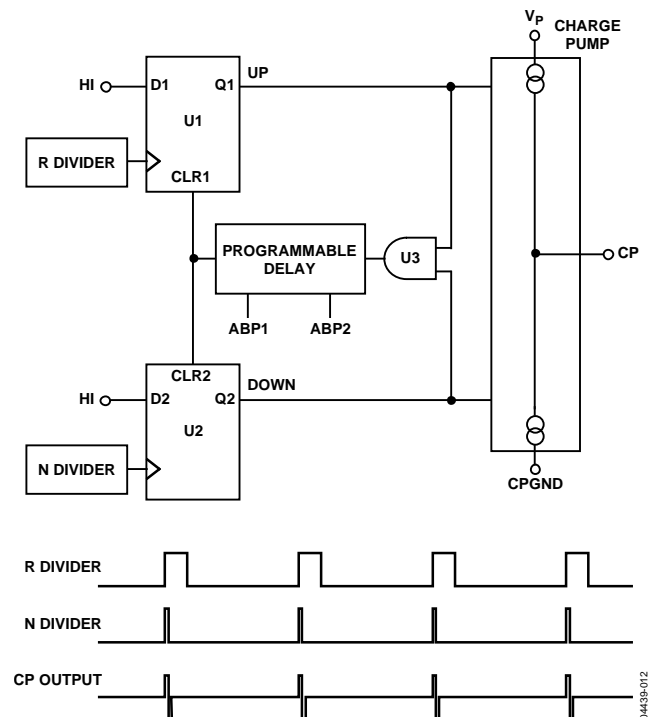 VP
CHARGE
PUMP
HI
D1
Q1
UP
U1
R DIVIDER
CLR1
PROGRAMMABLE
DELAY
U3
CP
ABP1
ABP2
CLR2
DOWN
HI
D2
Q2
U2
N DIVIDER
CPGND
R DIVIDER
N DIVIDER
CP OUTPUT
04439-012